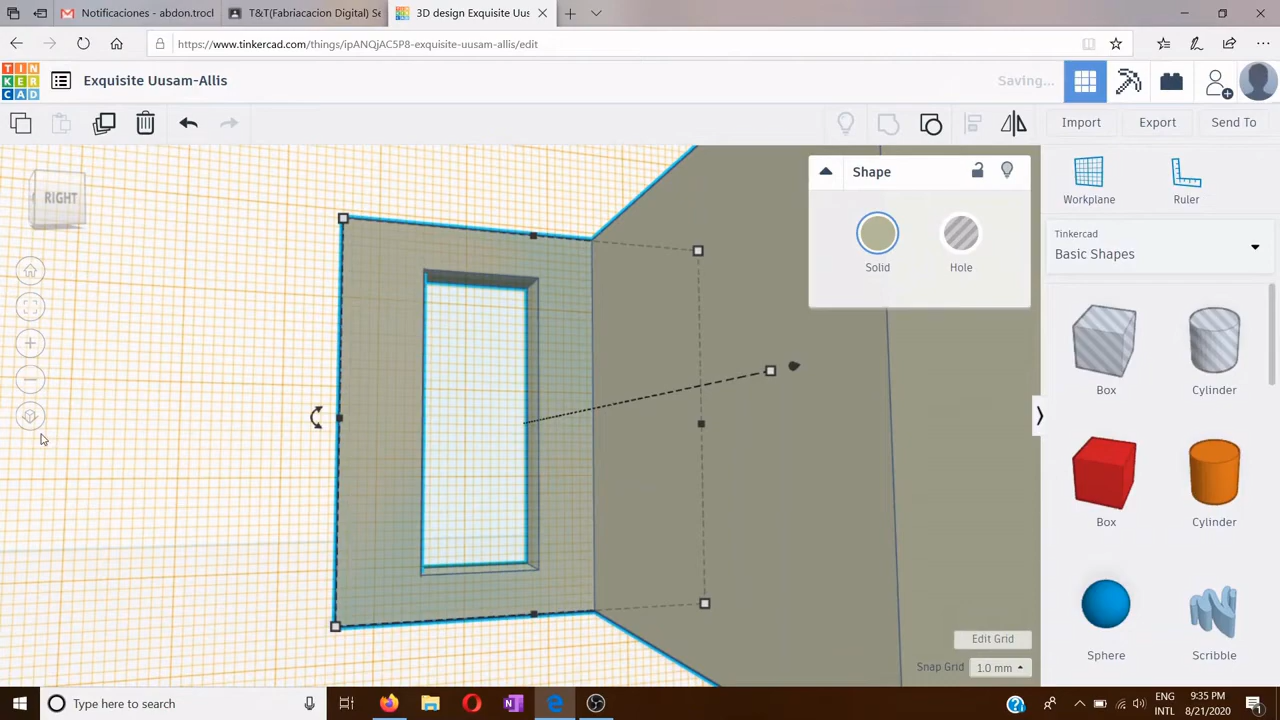 Notificaciones - abdon.trocl
T&T(Fabriacacion Digital) Se
3D design Exquisite Uus
https://www.tinkercad.com/things/ipANQjAC5P8-exquisite-uusam-allis/edit
TIN
KER
CAD
Exquisite Uusam-Allis
Saving...
Import
Export
Send To
RIGHT
Shape
Solid
Hole
Workplane
Ruler
Tinkercad
Basic Shapes
Box
Cylinder
Box
Cylinder
Sphere
Scribble
Edit Grid
Snap Grid
1.0 mm
Type here to search
ENG
INTL
9:35 PM
8/21/2020